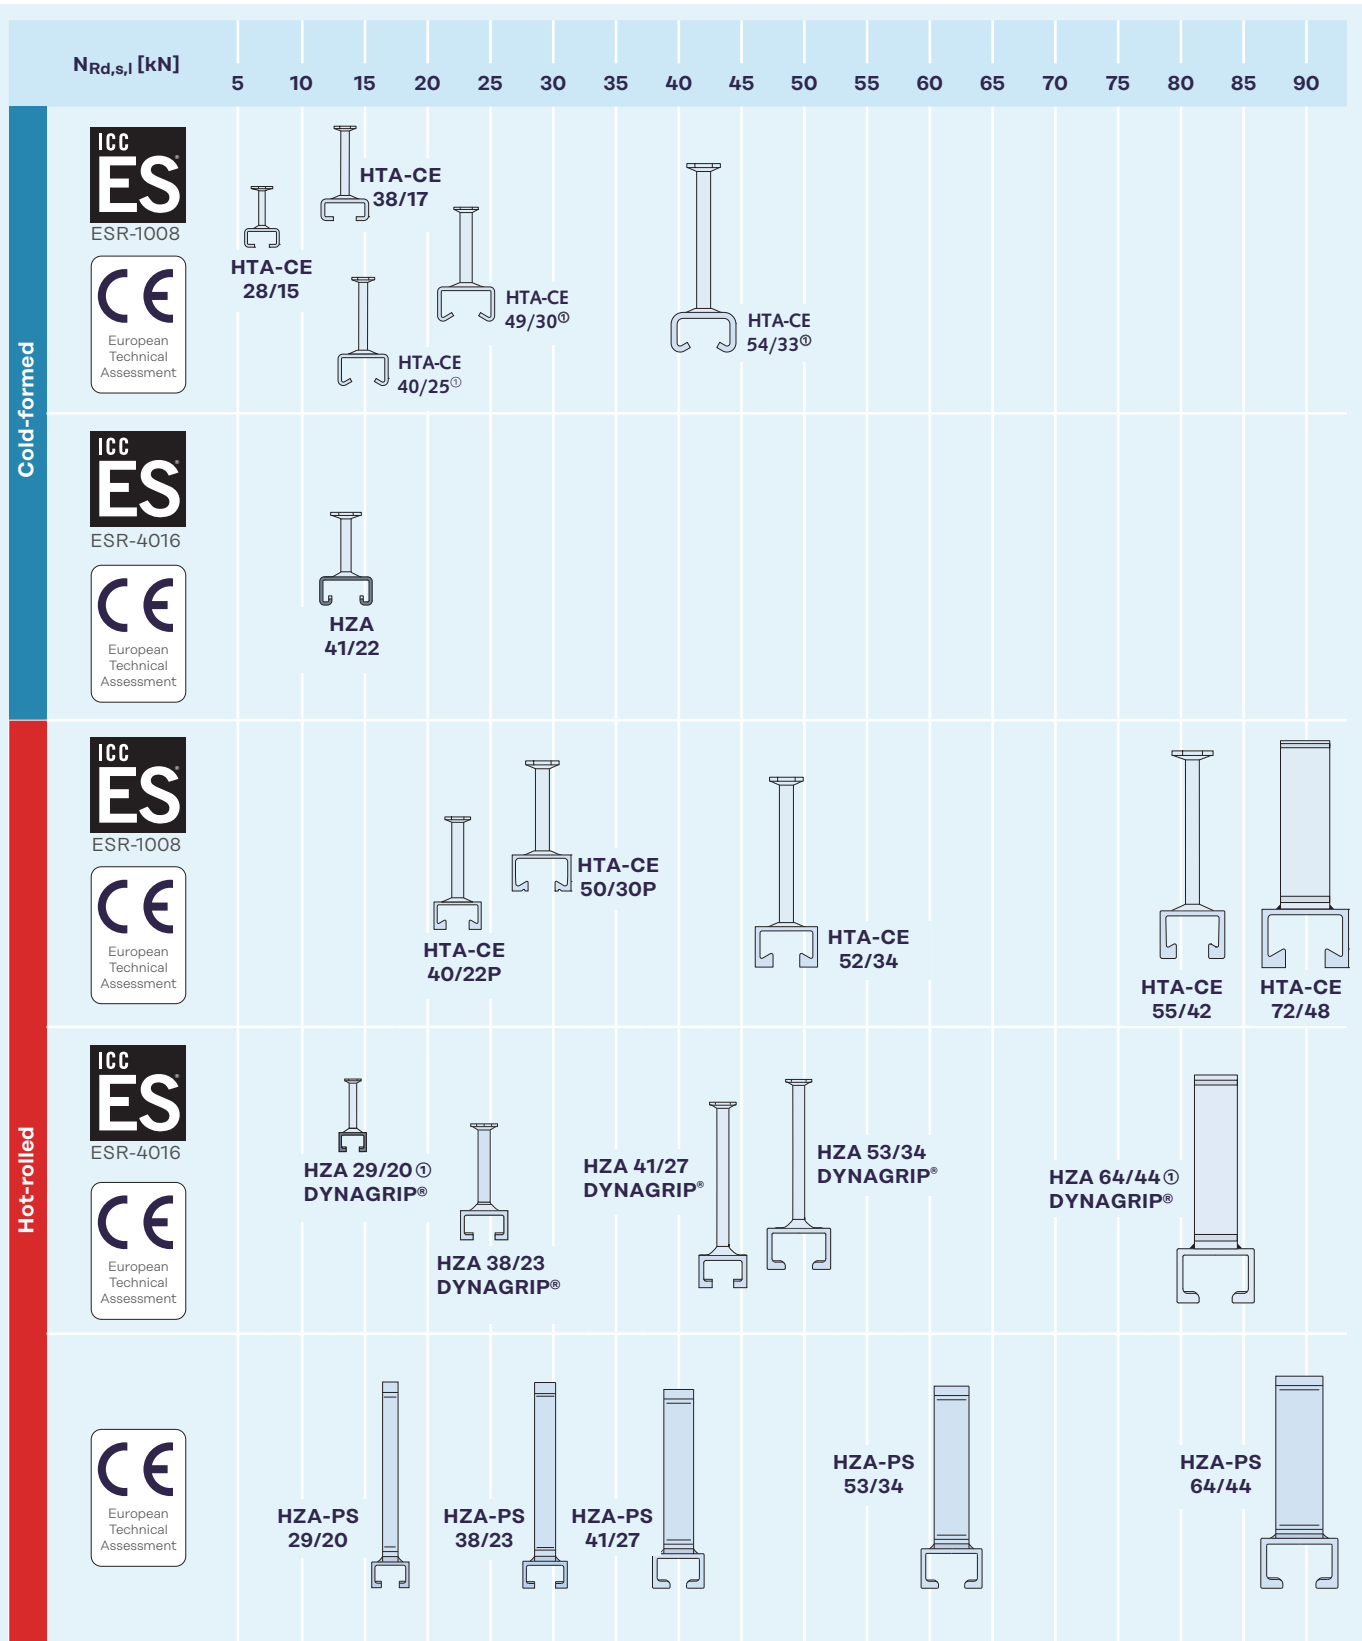 N_Rd,s,l [kN]
5 10 15 20 25 30 35 40 45 50 55 60 65 70 75 80 85 90
Cold-formed
ICC
ES®
ESR-1008
CE
European
Technical
Assessment
HTA-CE
28/15
HTA-CE
38/17
HTA-CE
40/25①
HTA-CE
49/30①
HTA-CE
54/33①
ICC
ES®
ESR-4016
CE
European
Technical
Assessment
HZA
41/22
Hot-rolled
ICC
ES®
ESR-1008
CE
European
Technical
Assessment
HTA-CE
40/22P
HTA-CE
50/30P
HTA-CE
52/34
HTA-CE
55/42
HTA-CE
72/48
ICC
ES®
ESR-4016
CE
European
Technical
Assessment
HZA 29/20①
DYNAGRIP®
HZA 38/23
DYNAGRIP®
HZA 41/27
DYNAGRIP®
HZA 53/34
DYNAGRIP®
HZA 64/44①
DYNAGRIP®
CE
European
Technical
Assessment
HZA-PS
29/20
HZA-PS
38/23
HZA-PS
41/27
HZA-PS
53/34
HZA-PS
64/44